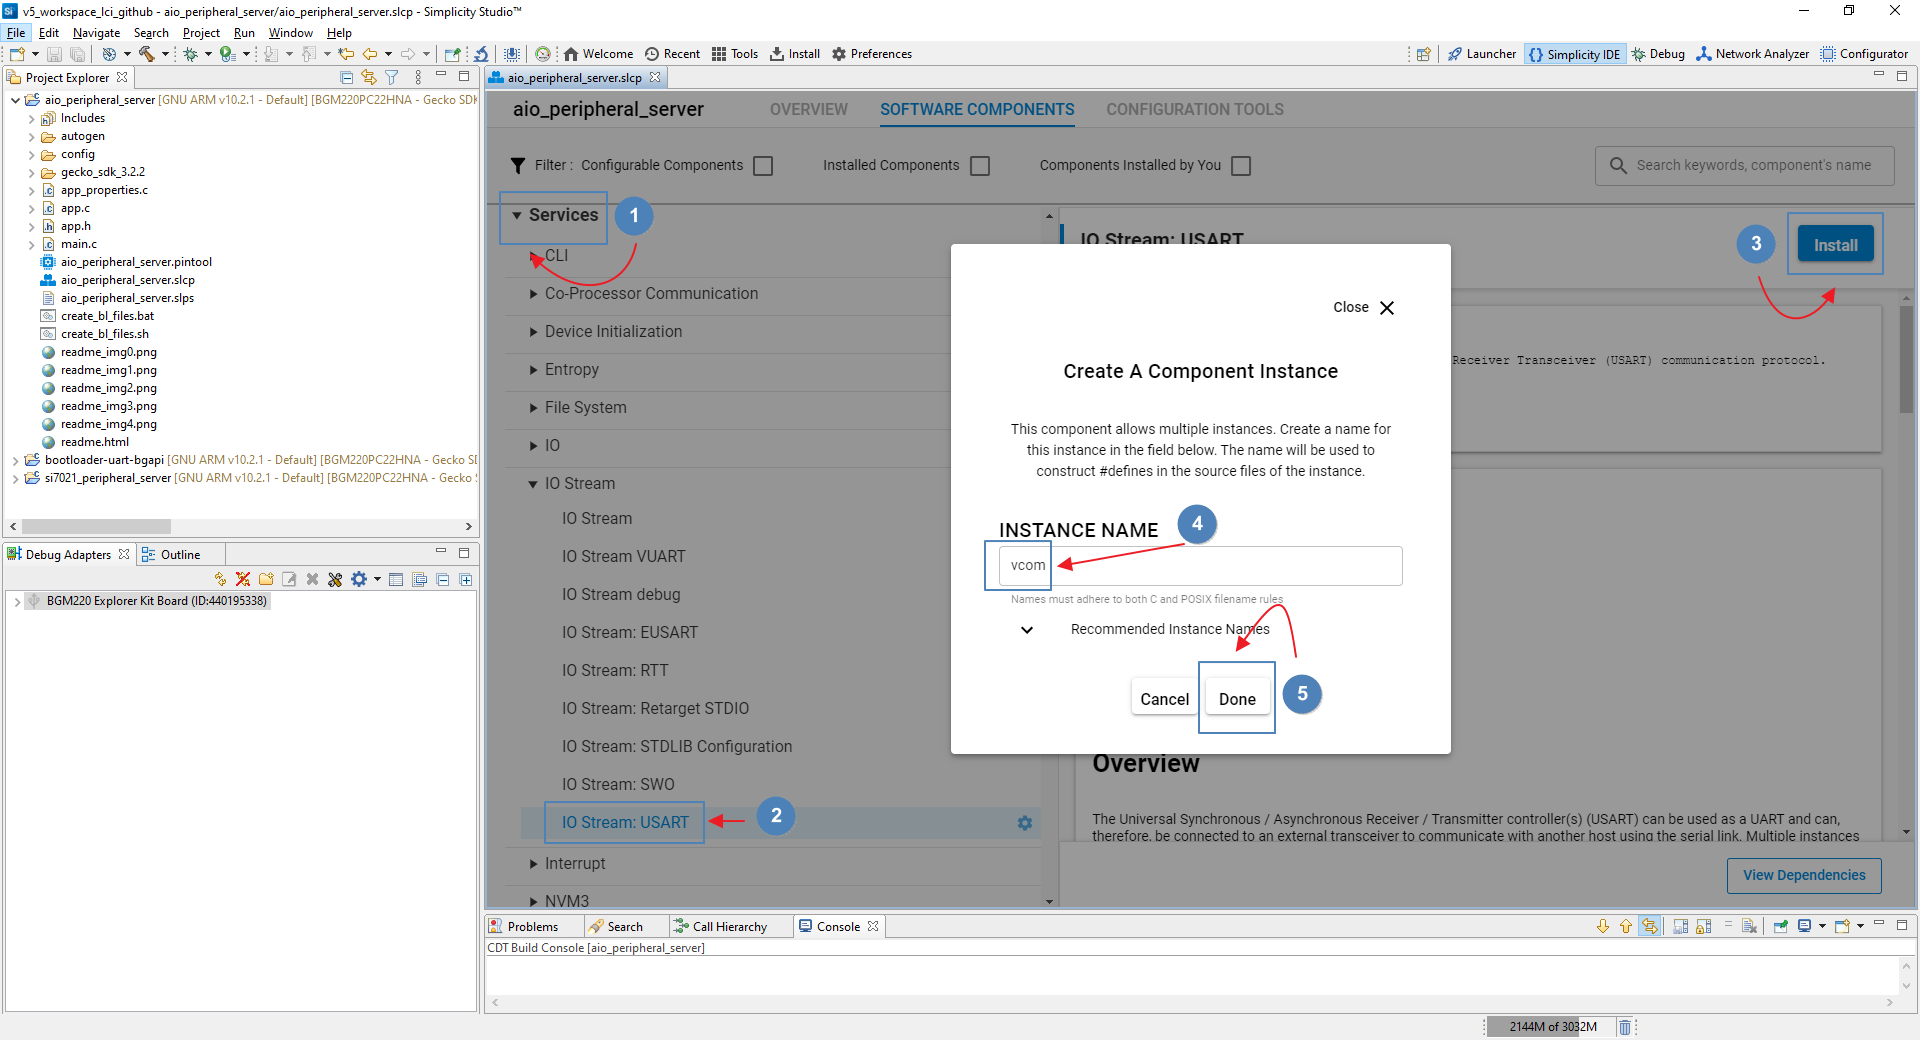 v5_workspace_lci_github - aio_peripheral_server/aio_peripheral_server.slcp - Simplicity Studio™
File Edit Navigate Search Project Run Window Help
Welcome Recent Tools Install Preferences Launcher Simplicity IDE Debug Network Analyzer Configurator
Project Explorer
aio_peripheral_server [GNU ARM v10.2.1 - Default] [BGM220PC22HNA - Gecko SDK
Includes
autogen
config
gecko_sdk_3.2.2
app_properties.c
app.c
app.h
main.c
aio_peripheral_server.pintool
aio_peripheral_server.slcp
aio_peripheral_server.slps
create_bl_files.bat
create_bl_files.sh
readme_img0.png
readme_img1.png
readme_img2.png
readme_img3.png
readme_img4.png
readme.html
bootloader-uart-bgapi [GNU ARM v10.2.1 - Default] [BGM220PC22HNA - Gecko
si7021_peripheral_server [GNU ARM v10.2.1 - Default] [BGM220PC22HNA - Gecko S
Debug Adapters Outline
BGM220 Explorer Kit Board (ID:440195338)
aio_peripheral_server.slcp
aio_peripheral_server OVERVIEW SOFTWARE COMPONENTS CONFIGURATION TOOLS
Filter : Configurable Components Installed Components Components Installed by You Search keywords, component's name
Services 1
CLI
Co-Processor Communication
Device Initialization
Entropy
File System
IO
IO Stream
IO Stream
IO Stream VUART
IO Stream debug
IO Stream: EUSART
IO Stream: RTT
IO Stream: Retarget STDIO
IO Stream: STDLIB Configuration
IO Stream: SWO
IO Stream: USART 2
Interrupt
NVM3
IO Stream: USART 3 Install
Receiver Transceiver (USART) communication protocol.
Close
Create A Component Instance
This component allows multiple instances. Create a name for
this instance in the field below. The name will be used to
construct #defines in the source files of the instance.
INSTANCE NAME 4
vcom
Names must adhere to both C and POSIX filename rules
Recommended Instance Names
Cancel Done 5
Overview
The Universal Synchronous / Asynchronous Receiver / Transmitter controller(s) (USART) can be used as a UART and can,
therefore, be connected to an external transceiver to communicate with another host using the serial link. Multiple instances
View Dependencies
Problems Search Call Hierarchy Console
CDT Build Console [aio_peripheral_server]
2144M of 3032M